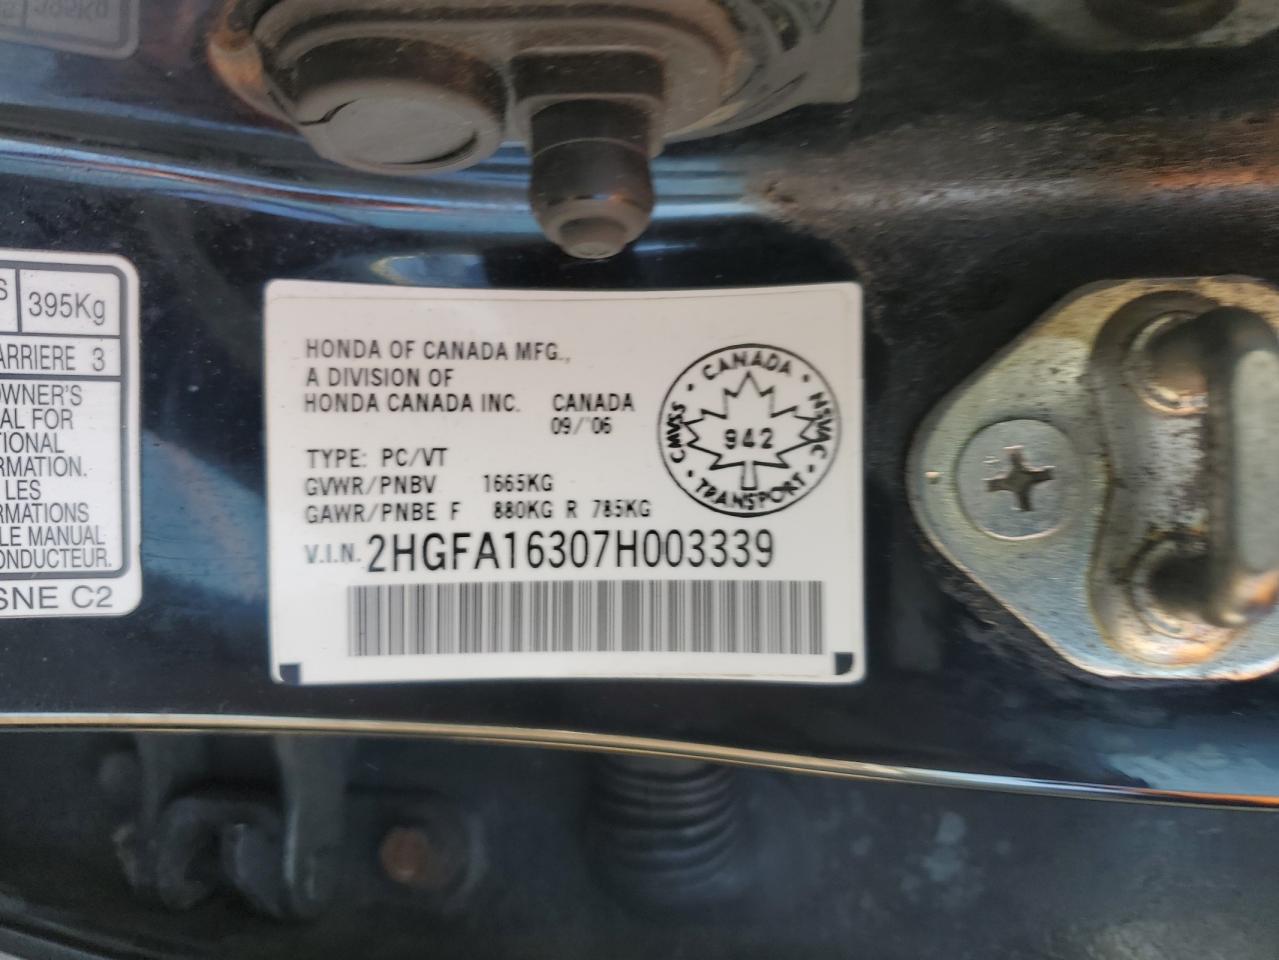 S 395Kg
ARRIERE 3
OWNER'S
AL FOR
TIONAL
RMATION.
LES
RMATIONS
LE MANUAL
CONDUCTEUR.
SNE C2
HONDA OF CANADA MFG.,
A DIVISION OF
HONDA CANADA INC. CANADA
09/'06
TYPE: PC/VT
GVWR/PNBV 1665KG
GAWR/PNBE F 880KG R 785KG
V.I.N. 2HGFA16307H003339
• CANADA •
CMVSS
942
NSVAC
• TRANSPORT •